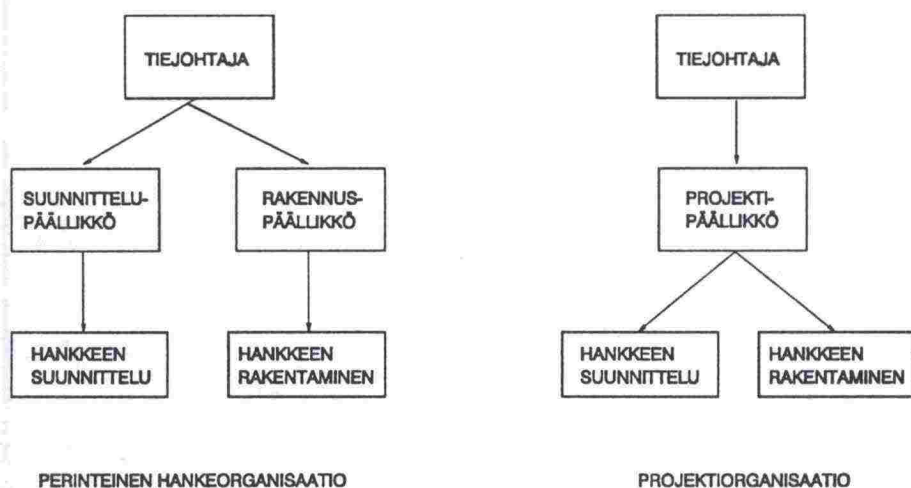 TIEJOHTAJA
SUUNNITTELU-
PÄÄLLIKKÖ
RAKENNUS-
PÄÄLLIKKÖ
HANKKEEN
SUUNNITTELU
HANKKEEN
RAKENTAMINEN
PERINTEINEN HANKEORGANISAATIO
TIEJOHTAJA
PROJEKTI-
PÄÄLLIKKÖ
HANKKEEN
SUUNNITTELU
HANKKEEN
RAKENTAMINEN
PROJEKTIORGANISAATIO